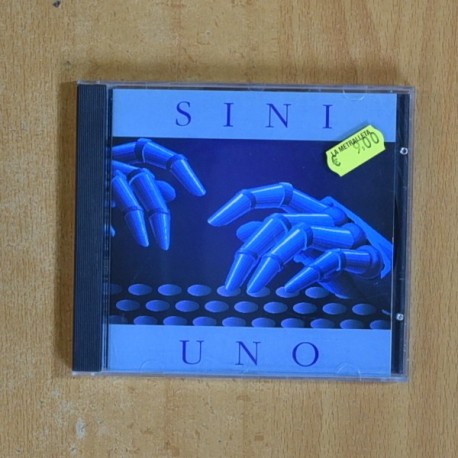 SINI
LA METRALLETA
€ 9.00
UNO